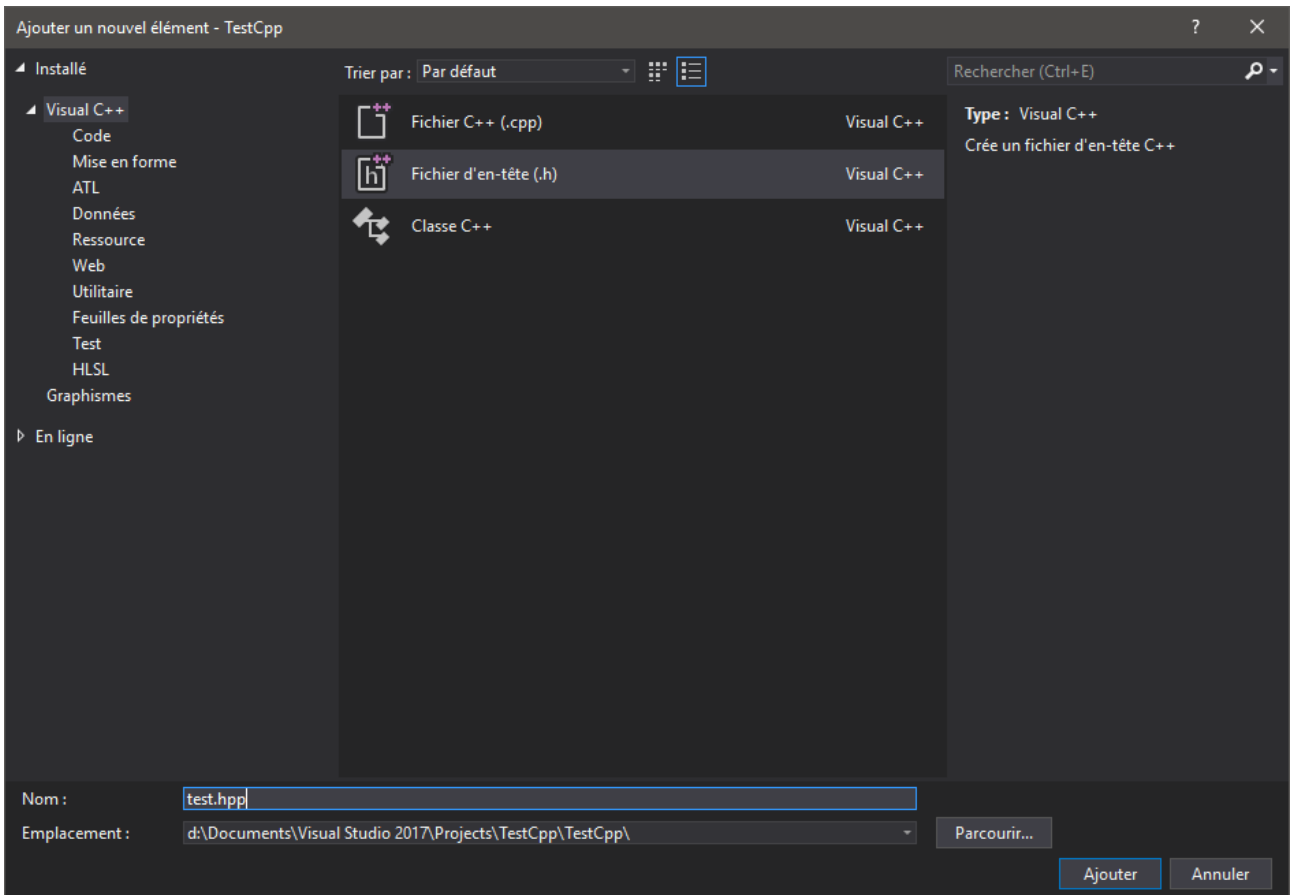 Ajouter un nouvel élément - TestCpp
?
Installé
Visual C++
Code
Mise en forme
ATL
Données
Ressource
Web
Utilitaire
Feuilles de propriétés
Test
HLSL
Graphismes
En ligne
Trier par : Par défaut
Fichier C++ (.cpp) Visual C++
Fichier d'en-tête (.h) Visual C++
Classe C++ Visual C++
Rechercher (Ctrl+E)
Type : Visual C++
Crée un fichier d'en-tête C++
Nom : test.hpp
Emplacement : d:\Documents\Visual Studio 2017\Projects\TestCpp\TestCpp\
Parcourir...
Ajouter Annuler